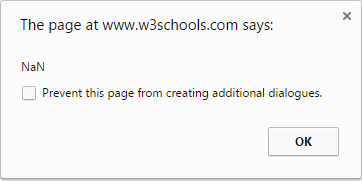 The page at www.w3schools.com says:
NaN
Prevent this page from creating additional dialogues.
OK